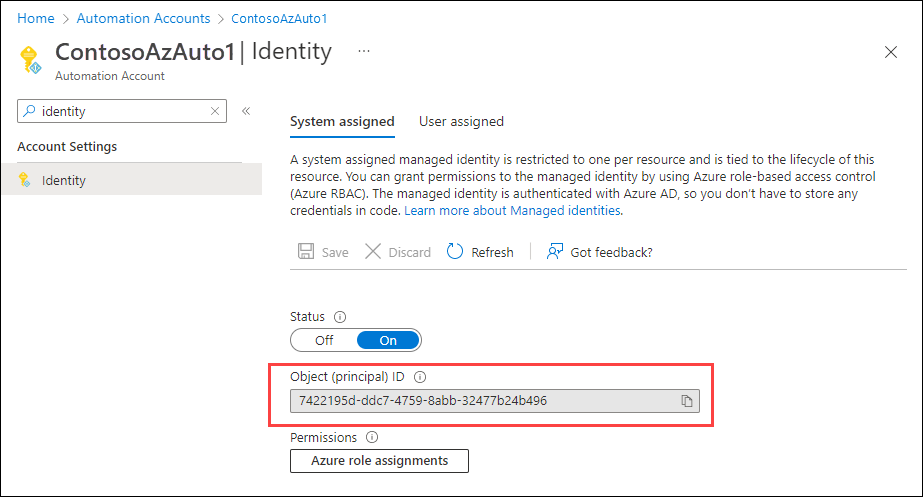 Home > Automation Accounts > ContosoAzAuto1
ContosoAzAuto1 | Identity ...
Automation Account
identity
Account Settings
Identity
System assigned User assigned
A system assigned managed identity is restricted to one per resource and is tied to the lifecycle of this
resource. You can grant permissions to the managed identity by using Azure role-based access control
(Azure RBAC). The managed identity is authenticated with Azure AD, so you don't have to store any
credentials in code. Learn more about Managed identities.
Save Discard Refresh Got feedback?
Status
Off On
Object (principal) ID
7422195d-ddc7-4759-8abb-32477b24b496
Permissions
Azure role assignments